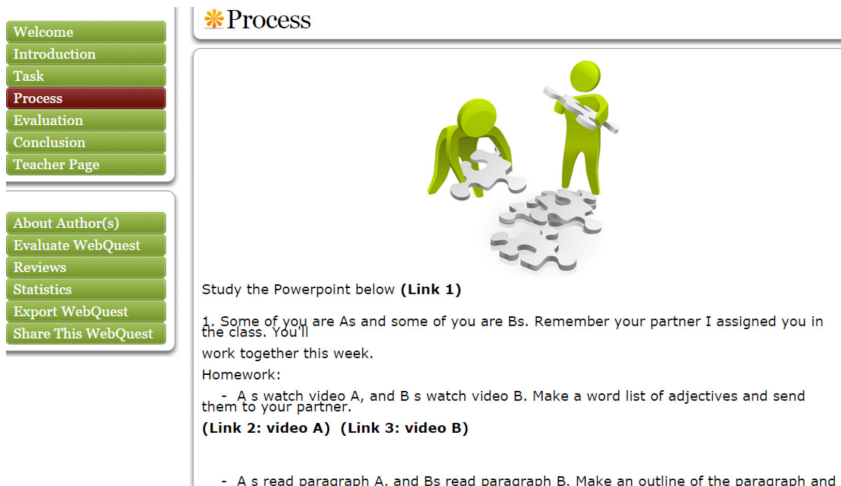 Welcome
Introduction
Task
Process
Evaluation
Conclusion
Teacher Page
About Author(s)
Evaluate WebQuest
Reviews
Statistics
Export WebQuest
Share This WebQuest
Process
Study the Powerpoint below (Link 1)
1. Some of you are As and some of you are Bs. Remember your partner I assigned you in
the class. You'll
work together this week.
Homework:
- A s watch video A, and B s watch video B. Make a word list of adjectives and send
them to your partner.
(Link 2: video A) (Link 3: video B)
- A s read paragraph A, and Bs read paragraph B. Make an outline of the paragraph and